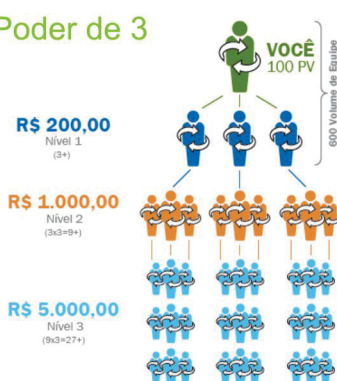 Poder de 3
VOCÊ
100 PV
600 Volume de Equipe
R$ 200,00
Nível 1
(3+)
R$ 1.000,00
Nível 2
(3x3=9+)
R$ 5.000,00
Nível 3
(9x3=27+)